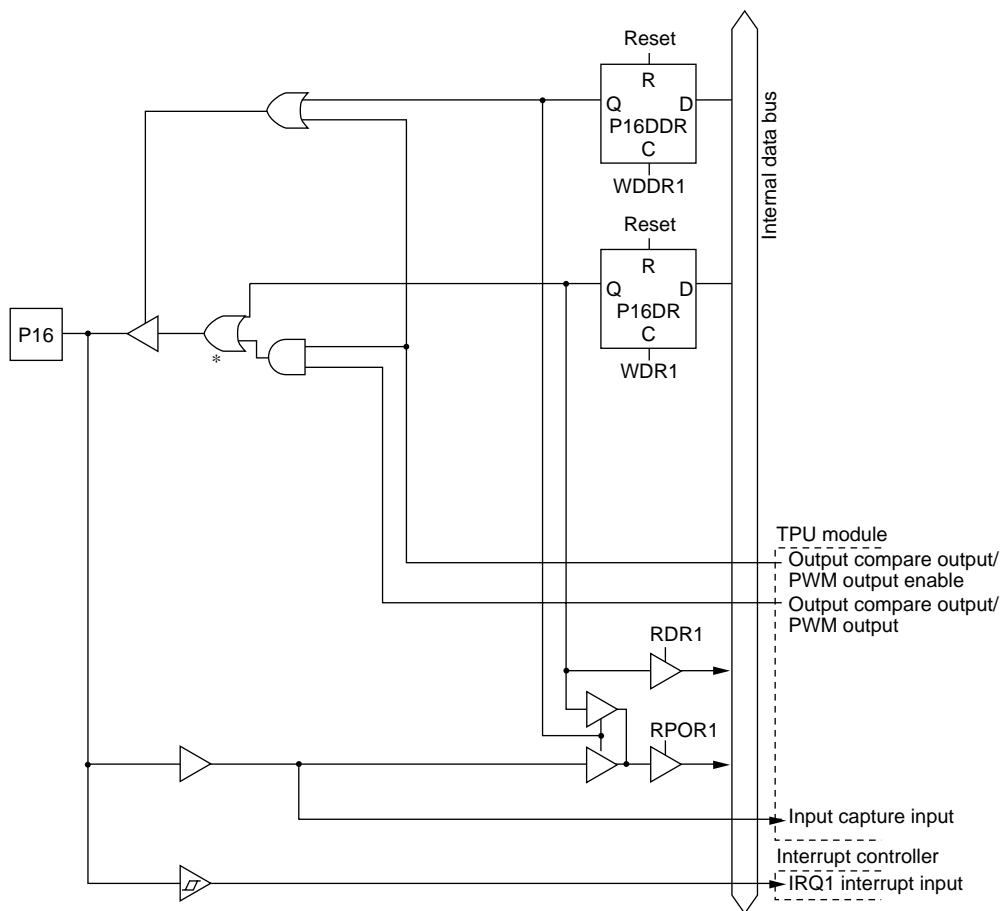 Reset
R
Q
D
P16DDR
C
WDDR1
Internal data bus
Reset
R
Q
D
P16DR
C
WDR1
P16
*
TPU module
Output compare output/
PWM output enable
Output compare output/
PWM output
RDR1
RPOR1
Input capture input
Interrupt controller
IRQ1 interrupt input